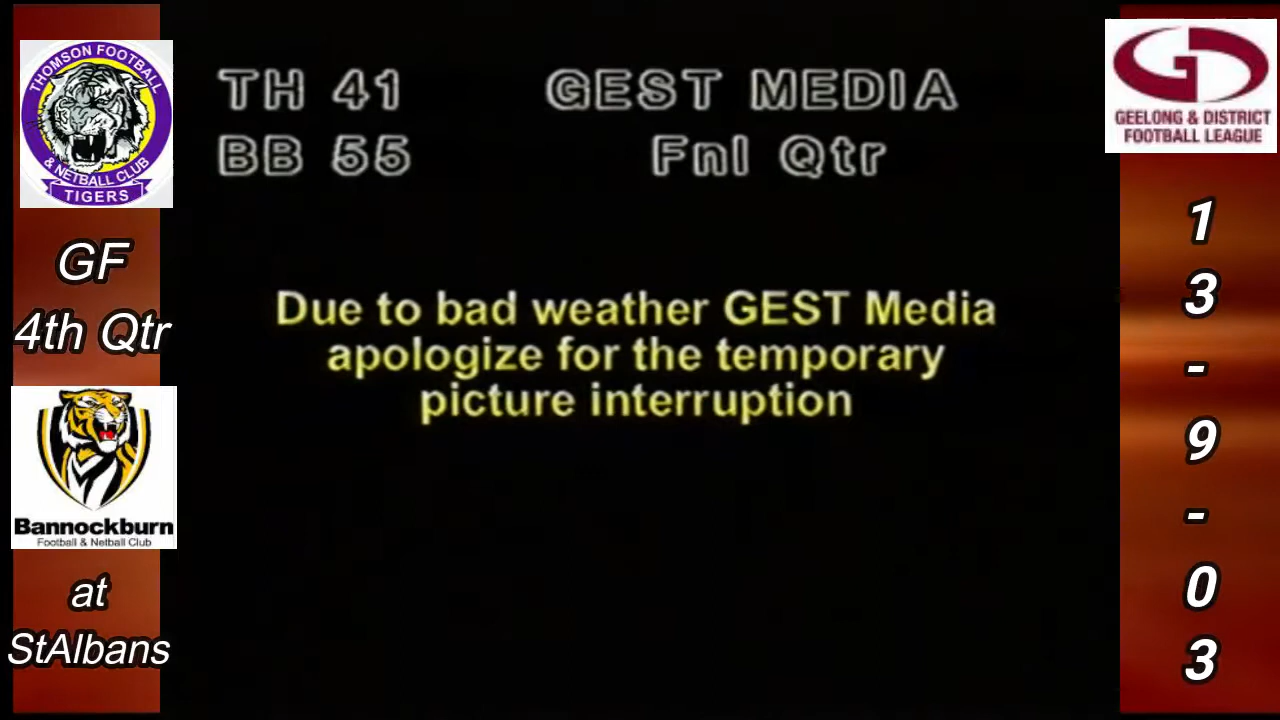 THOMSON FOOTBALL
& NETBALL CLUB
TIGERS
GF
4th Qtr
Bannockburn
Football & Netball Club
at
StAlbans
TH 41
BB 55
GEST MEDIA
Fnl Qtr
Due to bad weather GEST Media
apologize for the temporary
picture interruption
GEELONG & DISTRICT
FOOTBALL LEAGUE
1
3
-
9
-
0
3